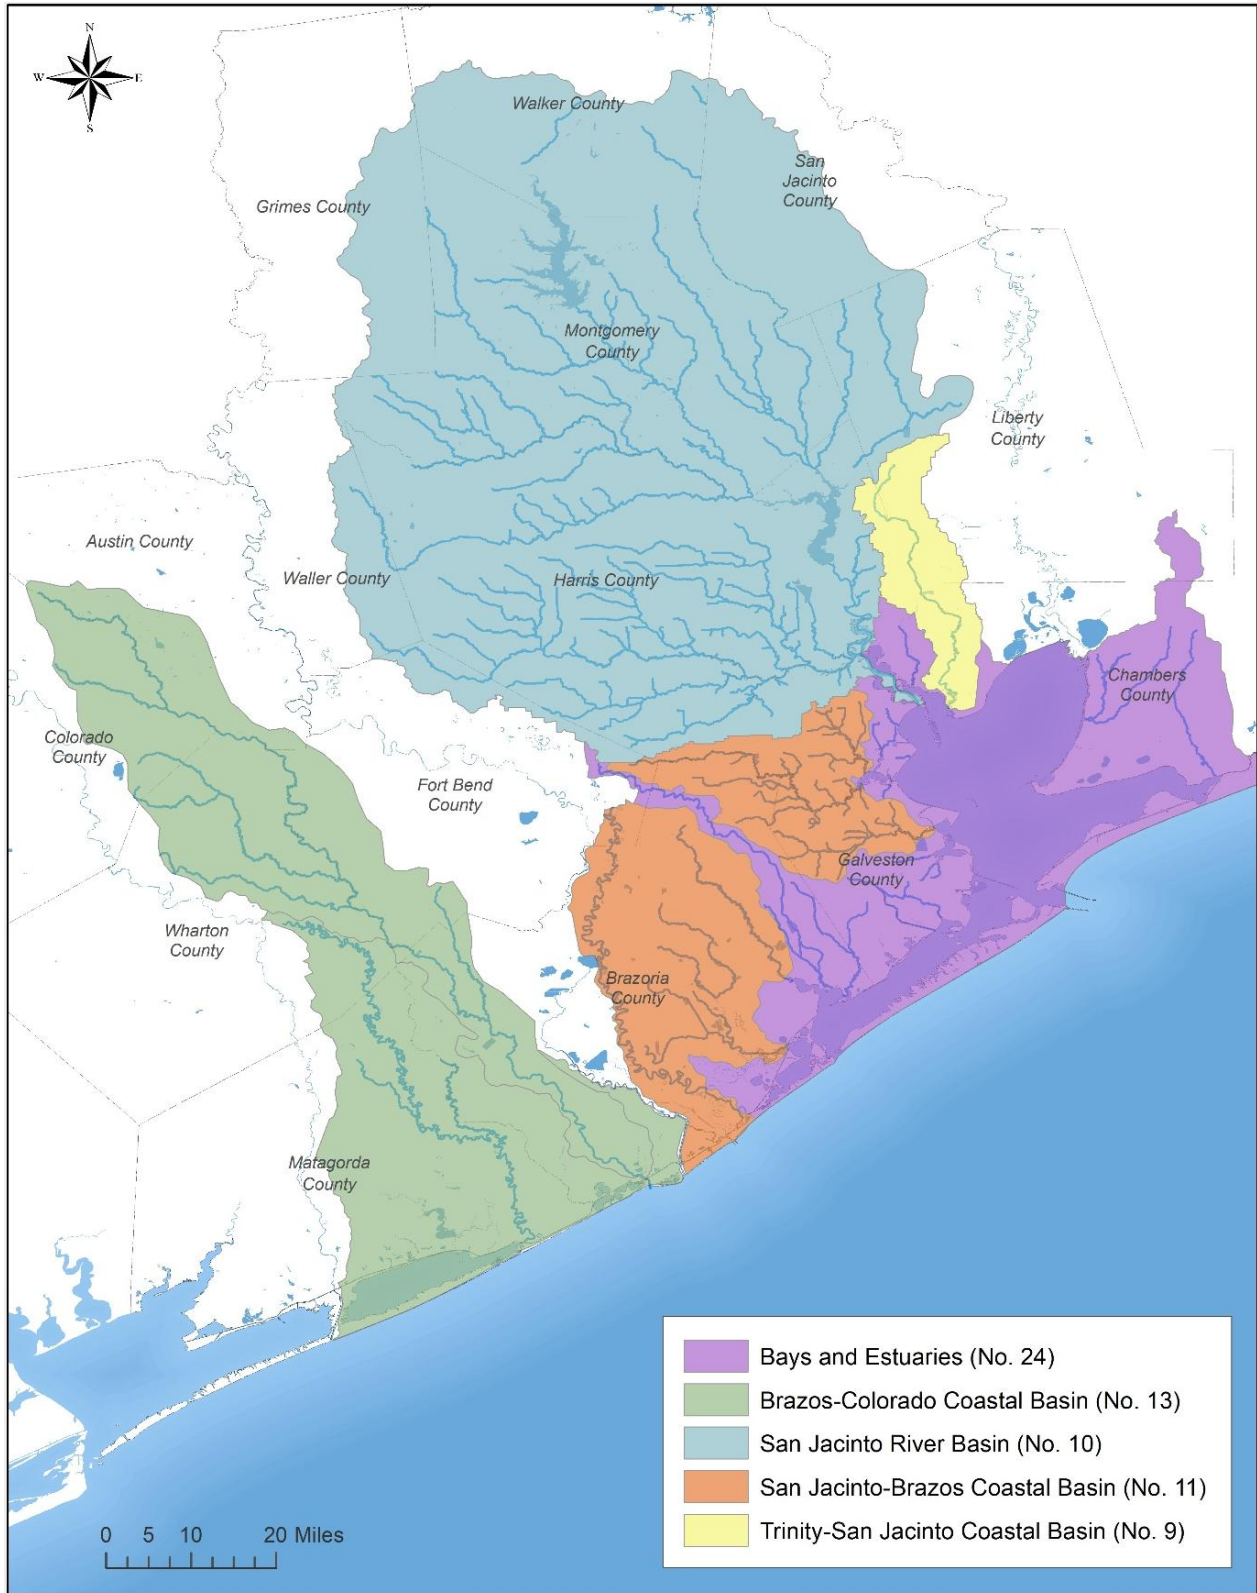 N
W E
S
Walker County
San
Jacinto
County
Grimes County
Montgomery
County
Liberty
County
Austin County
Waller County
Harris County
Chambers
County
Colorado
County
Fort Bend
County
Galveston
County
Wharton
County
Brazoria
County
Matagorda
County
Bays and Estuaries (No. 24)
Brazos-Colorado Coastal Basin (No. 13)
San Jacinto River Basin (No. 10)
San Jacinto-Brazos Coastal Basin (No. 11)
Trinity-San Jacinto Coastal Basin (No. 9)
0 5 10 20 Miles